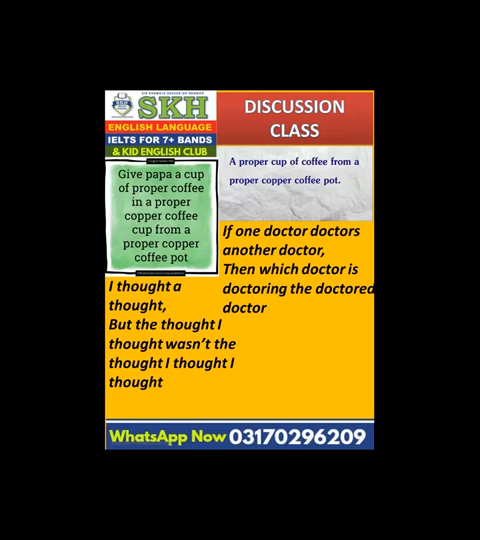 SKH
ENGLISH LANGUAGE
IELTS FOR 7+ BANDS
& KID ENGLISH CLUB
DISCUSSION
CLASS
A proper cup of coffee from a
proper copper coffee pot.
Give papa a cup
of proper coffee
in a proper
copper coffee
cup from a
proper copper
coffee pot
If one doctor doctors
another doctor,
Then which doctor is
doctoring the doctored
doctor
I thought a
thought,
But the thought I
thought wasn't the
thought I thought I
thought
WhatsApp Now 03170296209